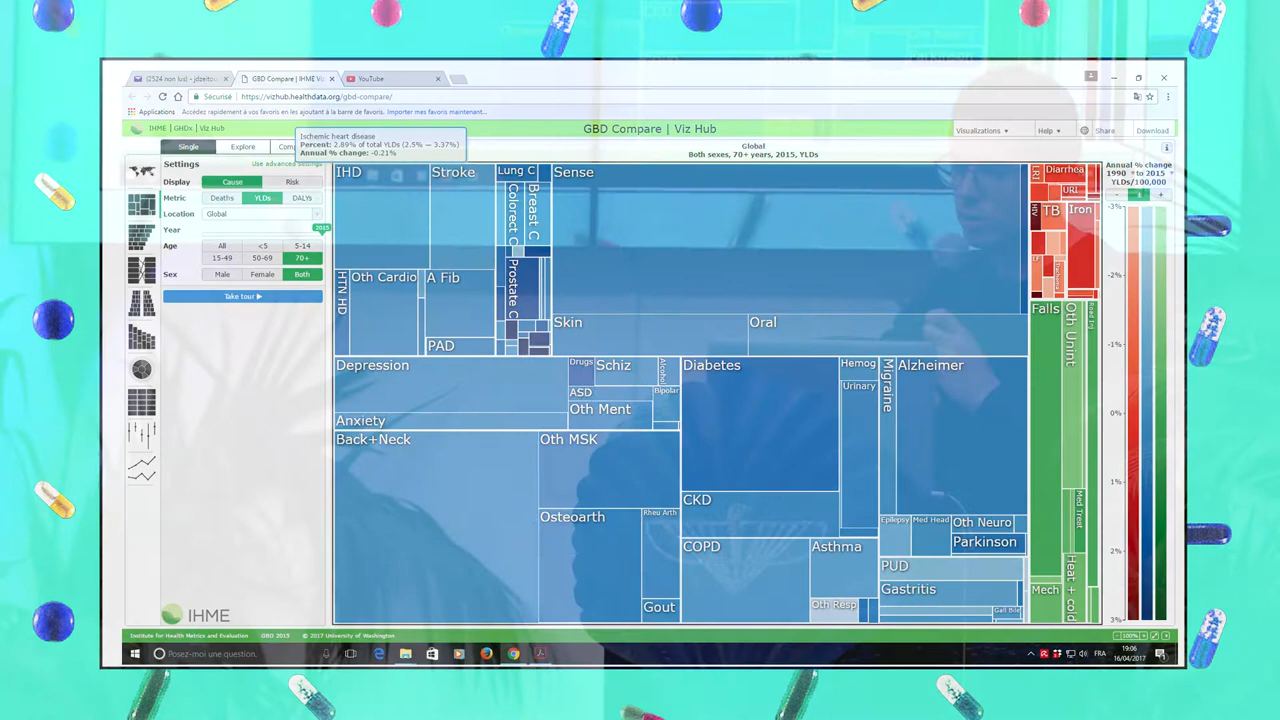 (2524 non lus) - jdzeitou
GBD Compare | IHME Viz
YouTube
Sécurisé
https://vizhub.healthdata.org/gbd-compare/
Applications
Accédez rapidement à vos favoris en les ajoutant à la barre de favoris. Importer mes favoris maintenant...
IHME | GHDx | Viz Hub
GBD Compare | Viz Hub
Visualizations
Help
Share
Download
Single
Explore
Ischemic heart disease
Percent: 2.89% of total YLDs (2.5% — 3.37%)
Annual % change: -0.21%
Global
Both sexes, 70+ years, 2015, YLDs
Settings
Use advanced settings
Display
Cause
Risk
Metric
Deaths
YLDs
DALYs
Location
Global
Year
2015
Age
All
<5
5-14
15-49
50-69
70+
Sex
Male
Female
Both
Take tour
IHD
Stroke
Lung C
Sense
Colorect C
Breast C
HTN HD
Oth Cardio
A Fib
Prostate C
PAD
Skin
Oral
Depression
Drugs
Schiz
Alcohol
ASD
Bipolar
Oth Ment
Anxiety
Back+Neck
Oth MSK
Osteoarth
Rheu Arth
Gout
Diabetes
Hemog
Urinary
Migraine
Alzheimer
CKD
COPD
Asthma
Oth Resp
Epilepsy
Med Head
Oth Neuro
Parkinson
PUD
Gastritis
Gall Bile
LRI
Diarrhea
URI
HIV
TB
Iron
LF
Falls
Oth Unint
Road Inj
Med Treat
Mech
Heat + cold
Annual % change
1990 to 2015
YLDs/100,000
-3%
-2%
-1%
0%
1%
2%
3%
IHME
Institute for Health Metrics and Evaluation
GBD 2015
© 2017 University of Washington
100%
Posez-moi une question.
FRA
19:06
16/04/2017